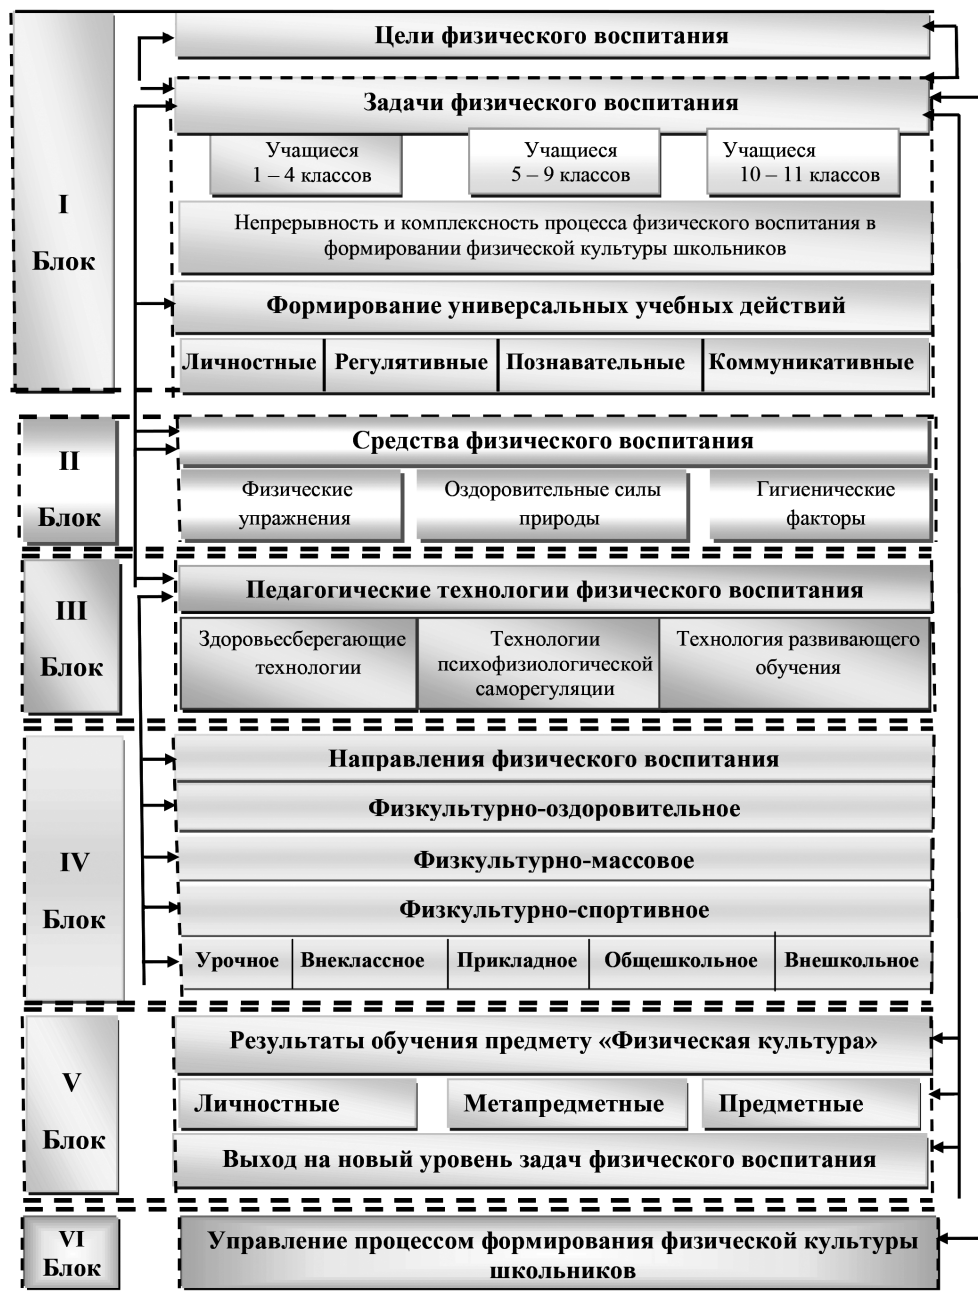 I
Блок
Цели физического воспитания
Задачи физического воспитания
Учащиеся
1 – 4 классов
Учащиеся
5 – 9 классов
Учащиеся
10 – 11 классов
Непрерывность и комплексность процесса физического воспитания в
формировании физической культуры школьников
Формирование универсальных учебных действий
Личностные
Регулятивные
Познавательные
Коммуникативные
II
Блок
Средства физического воспитания
Физические
упражнения
Оздоровительные силы
природы
Гигиенические
факторы
III
Блок
Педагогические технологии физического воспитания
Здоровьесберегающие
технологии
Технологии
психофизиологической
саморегуляции
Технология развивающего
обучения
IV
Блок
Направления физического воспитания
Физкультурно-оздоровительное
Физкультурно-массовое
Физкультурно-спортивное
Урочное
Внеклассное
Прикладное
Общешкольное
Внешкольное
V
Блок
Результаты обучения предмету «Физическая культура»
Личностные
Метапредметные
Предметные
Выход на новый уровень задач физического воспитания
VI
Блок
Управление процессом формирования физической культуры
школьников